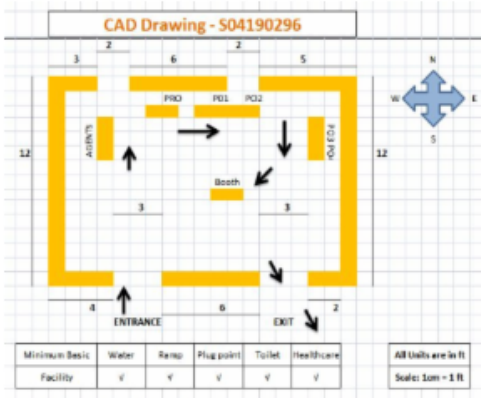 CAD Drawing - S04190296
2 2
3 6 5
N
W E
S
PRO PO1 PO2
AGENTS
PO3 PO4
12 12
Booth
3 3
4 6 2
ENTRANCE EXIT
Minimum Basic Water Ramp Plug point Toilet Healthcare
Facility √ √ √ √ √
All Units are in ft
Scale: 1cm = 1 ft